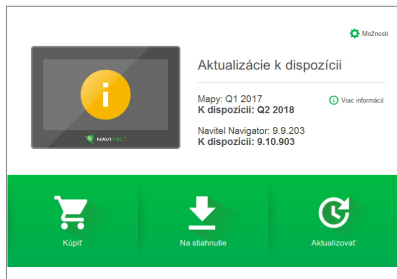 Možnosti
Aktualizácie k dispozícii
Mapy: Q1 2017
Viac informácií
K dispozícii: Q2 2018
Navitel Navigator: 9.9.203
K dispozícii: 9.10.903
NAVITEL
Kúpiť
Na stiahnutie
Aktualizovať